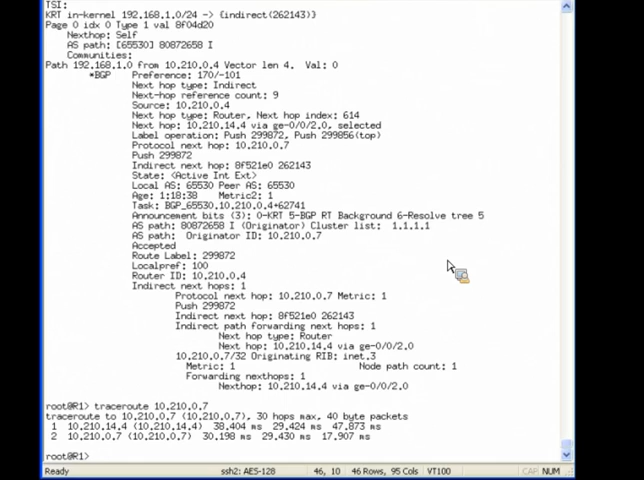 TSI:
KRT in-kernel 192.168.1.0/24 -> {indirect(262143)}
Page 0 idx 0 Type 1 val 8f04d20
Nexthop: Self
AS path: [65530] 80872658 I
Communities:
Path 192.168.1.0 from 10.210.0.4 Vector len 4.  Val: 0
*BGP    Preference: 170/-101
Next hop type: Indirect
Next-hop reference count: 9
Source: 10.210.0.4
Next hop type: Router, Next hop index: 614
Next hop: 10.210.14.4 via ge-0/0/2.0, selected
Label operation: Push 299872, Push 299856(top)
Protocol next hop: 10.210.0.7
Push 299872
Indirect next hop: 8f521e0 262143
State: <Active Int Ext>
Local AS: 65530 Peer AS: 65530
Age: 1:18:38    Metric2: 1
Task: BGP_65530.10.210.0.4+62741
Announcement bits (3): 0-KRT 5-BGP RT Background 6-Resolve tree 5
AS path: 80872658 I (Originator) Cluster list:  1.1.1.1
AS path:  Originator ID: 10.210.0.7
Accepted
Route Label: 299872
Localpref: 100
Router ID: 10.210.0.4
Indirect next hops: 1
Protocol next hop: 10.210.0.7 Metric: 1
Push 299872
Indirect next hop: 8f521e0 262143
Indirect path forwarding next hops: 1
Next hop type: Router
Next hop: 10.210.14.4 via ge-0/0/2.0
10.210.0.7/32 Originating RIB: inet.3
Metric: 1    Node path count: 1
Forwarding nexthops: 1
Nexthop: 10.210.14.4 via ge-0/0/2.0
root@R1> traceroute 10.210.0.7
traceroute to 10.210.0.7 (10.210.0.7), 30 hops max, 40 byte packets
1  10.210.14.4 (10.210.14.4)  38.404 ms  29.424 ms  47.873 ms
2  10.210.0.7 (10.210.0.7)  30.198 ms  29.430 ms  17.907 ms
root@R1>
Ready    ssh2: AES-128    46, 10    46 Rows, 95 Cols    VT100    CAP NUM